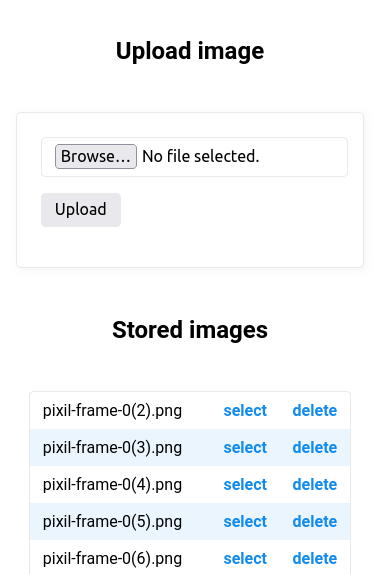 Upload image
Browse... No file selected.
Upload
Stored images
pixil-frame-0(2).png select delete
pixil-frame-0(3).png select delete
pixil-frame-0(4).png select delete
pixil-frame-0(5).png select delete
pixil-frame-0(6).png select delete